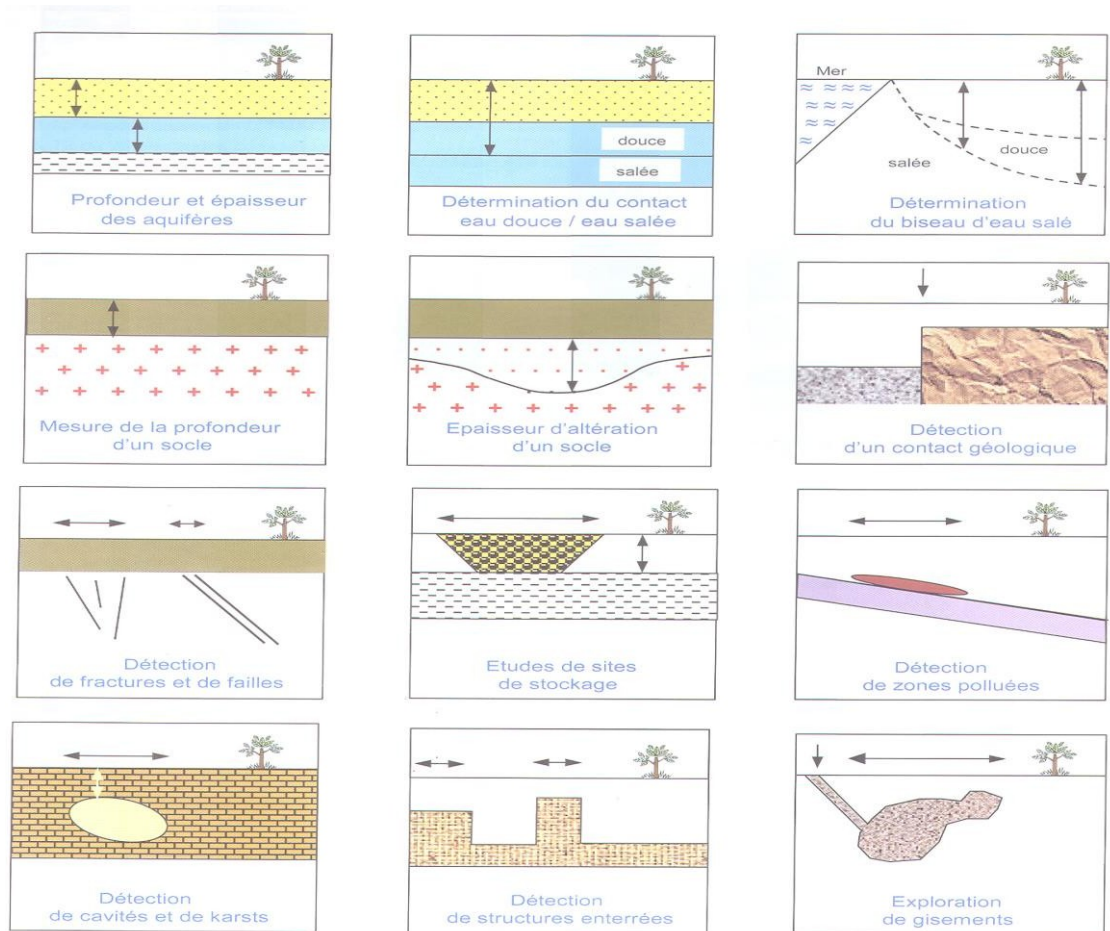 Profondeur et épaisseur
des aquifères
douce
salée
Détermination du contact
eau douce / eau salée
Mer
douce
salée
Détermination
du biseau d'eau salé
Mesure de la profondeur
d'un socle
Epaisseur d'altération
d'un socle
Détection
d'un contact géologique
Détection
de fractures et de failles
Etudes de sites
de stockage
Détection
de zones polluées
Détection
de cavités et de karsts
Détection
de structures enterrées
Exploration
de gisements